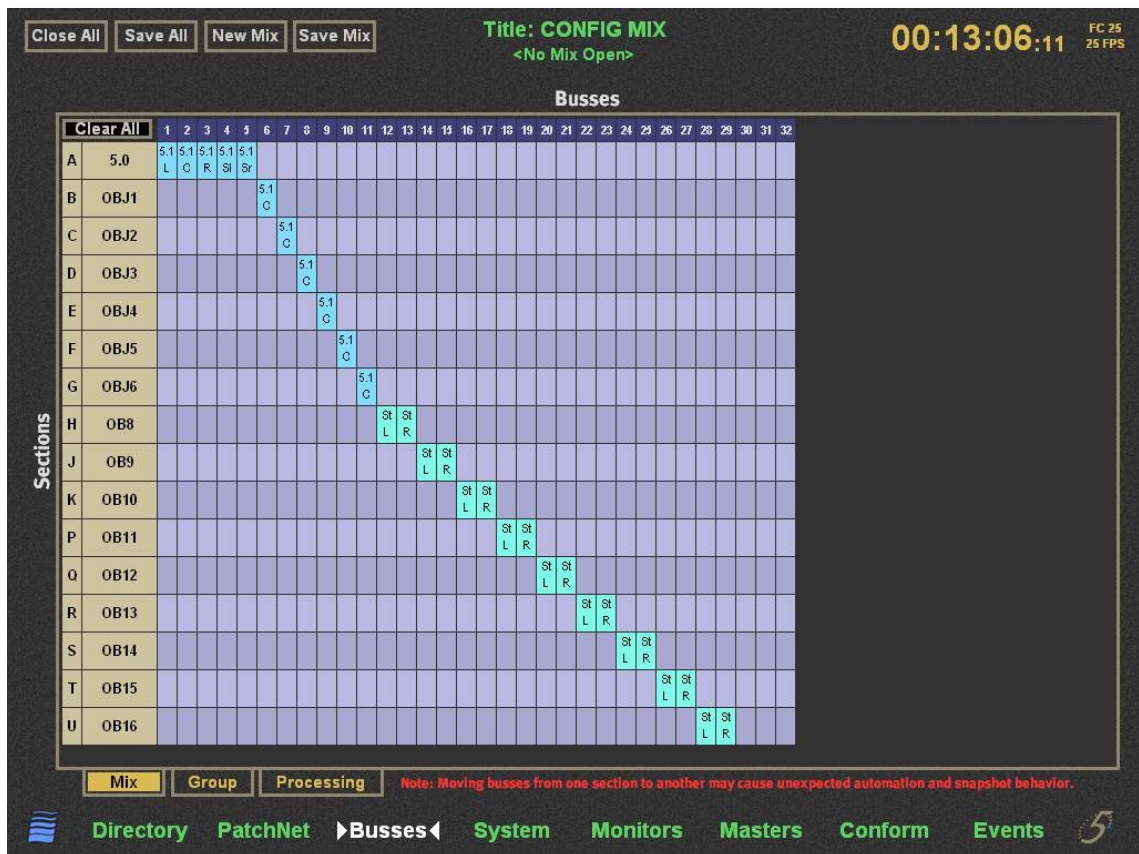 Close All Save All New Mix Save Mix
Title: CONFIG MIX
<No Mix Open>
00:13:06:11
FC 25
25 FPS
Busses
Clear All 1 2 3 4 5 6 7 8 9 10 11 12 13 14 15 16 17 18 19 20 21 22 23 24 25 26 27 28 29 30 31 32
A 5.0 5.1 L 5.1 C 5.1 R 5.1 Sl 5.1 Sr
B OBJ1 5.1 C
C OBJ2 5.1 C
D OBJ3 5.1 C
E OBJ4 5.1 C
F OBJ5 5.1 C
G OBJ6 5.1 C
Sections
H OB8 St L St R
J OB9 St L St R
K OB10 St L St R
P OB11 St L St R
Q OB12 St L St R
R OB13 St L St R
S OB14 St L St R
T OB15 St L St R
U OB16 St L St R
Mix Group Processing Note: Moving busses from one section to another may cause unexpected automation and snapshot behavior.
Directory PatchNet Busses System Monitors Masters Conform Events 5